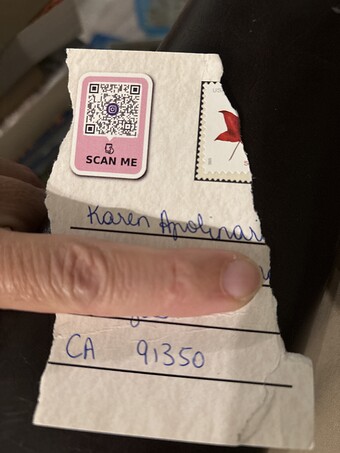 SCAN ME
Karen Apolinar
CA 91350